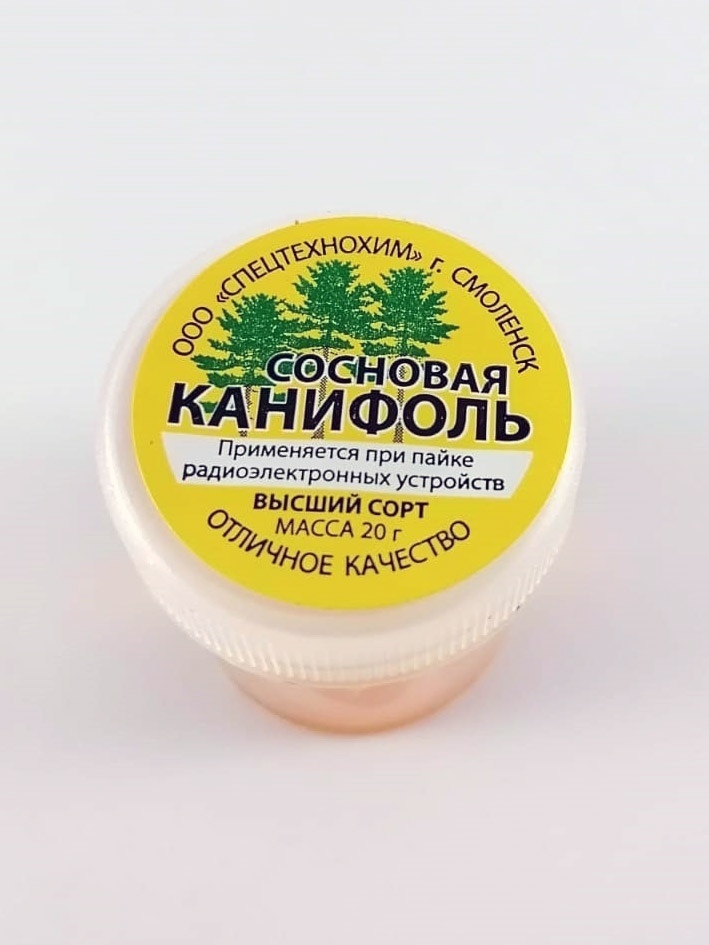 ООО «СПЕЦТЕХНОХИМ» г. СМОЛЕНСК
СОСНОВАЯ
КАНИФОЛЬ
Применяется при пайке
радиоэлектронных устройств
ВЫСШИЙ СОРТ
МАССА 20 г
ОТЛИЧНОЕ КАЧЕСТВО